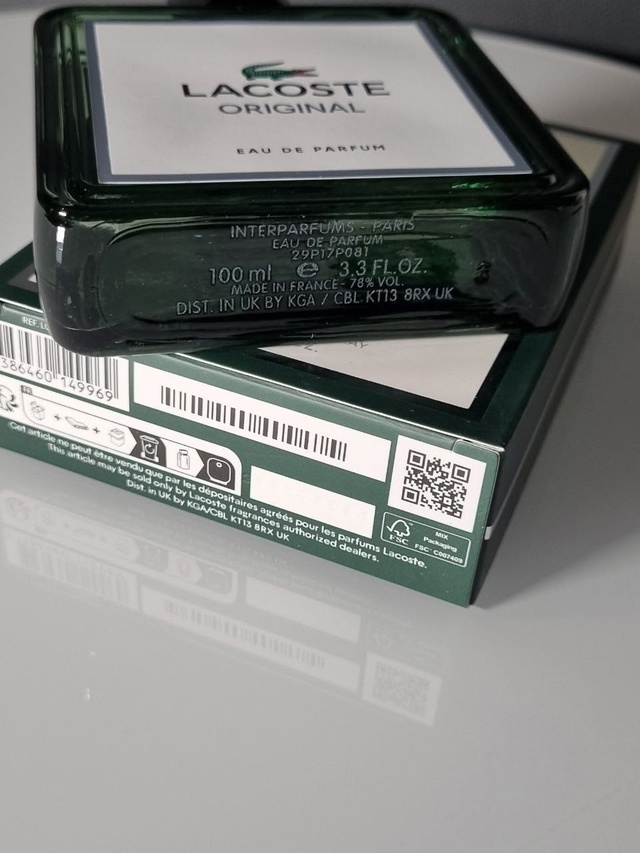 LACOSTE
ORIGINAL
EAU DE PARFUM
INTERPARFUMS - PARIS
EAU DE PARFUM
29P17P081
100 ml e 3.3 FL.OZ.
MADE IN FRANCE - 78% VOL.
DIST. IN UK BY KGA / CBL KT13 8RX UK
REF.
386460 149969
Cet article ne peut être vendu que par les dépositaires agréés pour les parfums Lacoste.
This article may be sold only by Lacoste fragrances authorized dealers.
Dist. in UK by KGA/CBL KT13 8RX UK
FSC
MIX
Packaging
FSC® C007409